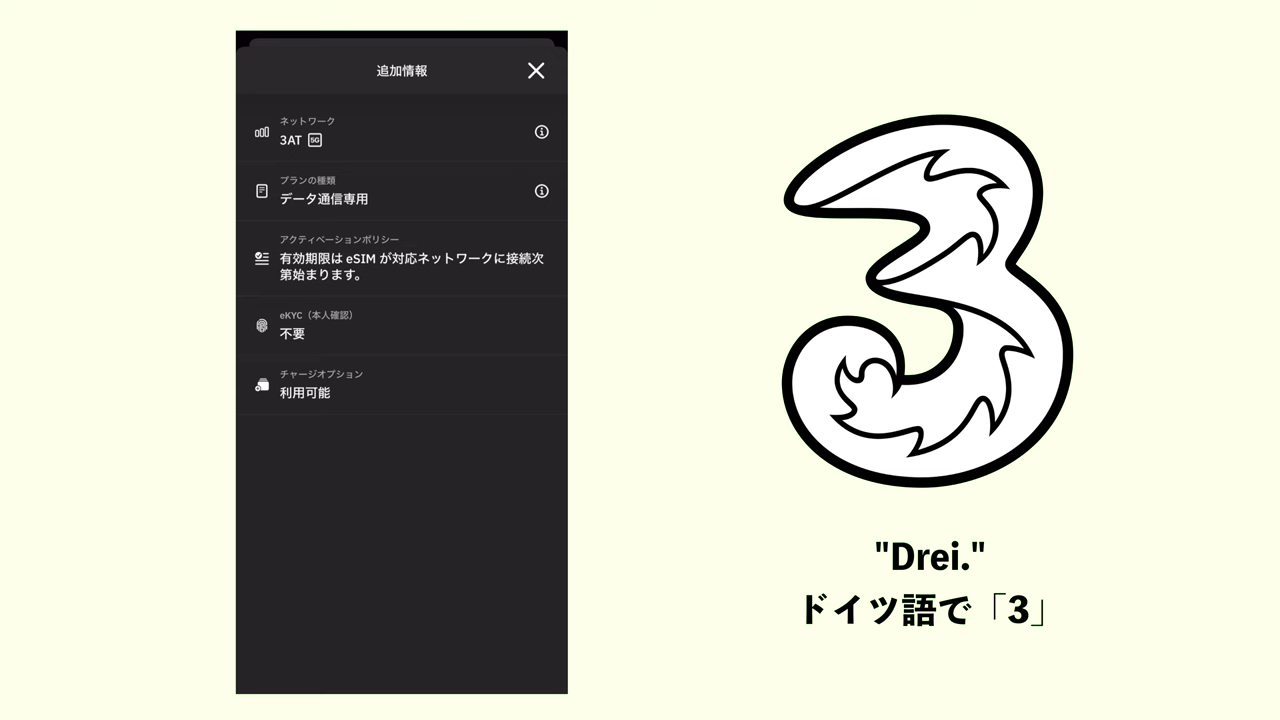 追加情報
ネットワーク
3AT 5G
プランの種類
データ通信専用
アクティベーションポリシー
有効期限は eSIM が対応ネットワークに接続次
第始まります。
eKYC（本人確認）
不要
チャージオプション
利用可能
3
"Drei."
ドイツ語で「3」